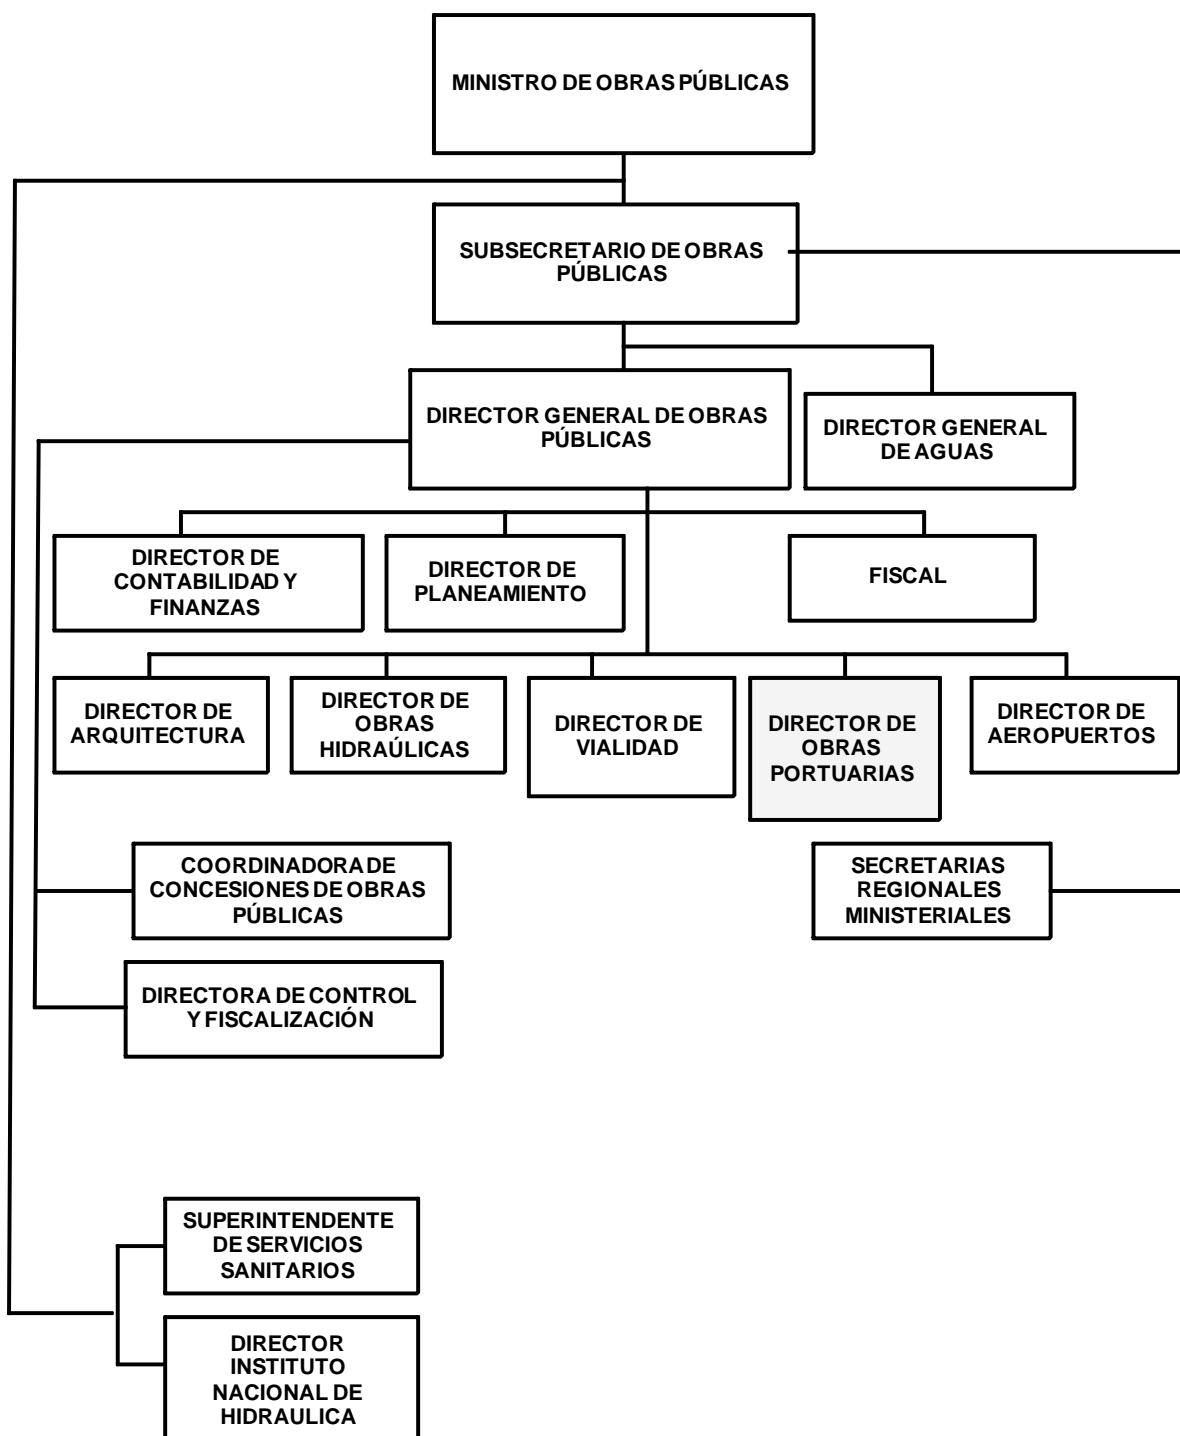 MINISTRO DE OBRAS PÚBLICAS
SUBSECRETARIO DE OBRAS
PÚBLICAS
DIRECTOR GENERAL DE OBRAS
PÚBLICAS
DIRECTOR GENERAL
DE AGUAS
DIRECTOR DE
CONTABILIDAD Y
FINANZAS
DIRECTOR DE
PLANEAMIENTO
FISCAL
DIRECTOR DE
ARQUITECTURA
DIRECTOR DE
OBRAS
HIDRAÚLICAS
DIRECTOR DE
VIALIDAD
DIRECTOR DE
OBRAS
PORTUARIAS
DIRECTOR DE
AEROPUERTOS
COORDINADORA DE
CONCESIONES DE OBRAS
PÚBLICAS
SECRETARIAS
REGIONALES
MINISTERIALES
DIRECTORA DE CONTROL
Y FISCALIZACIÓN
SUPERINTENDENTE
DE SERVICIOS
SANITARIOS
DIRECTOR
INSTITUTO
NACIONAL DE
HIDRAULICA